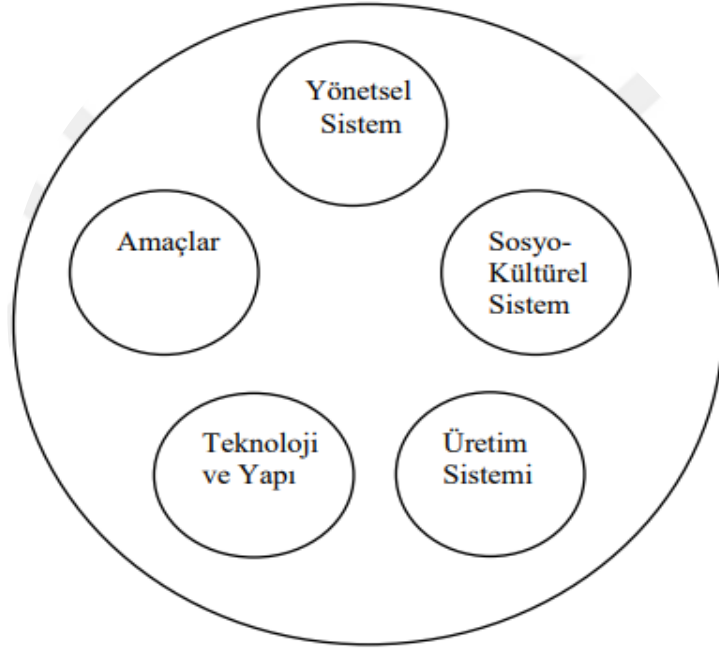 Yönetsel
Sistem
Amaçlar
Sosyo-
Kültürel
Sistem
Teknoloji
ve Yapı
Üretim
Sistemi